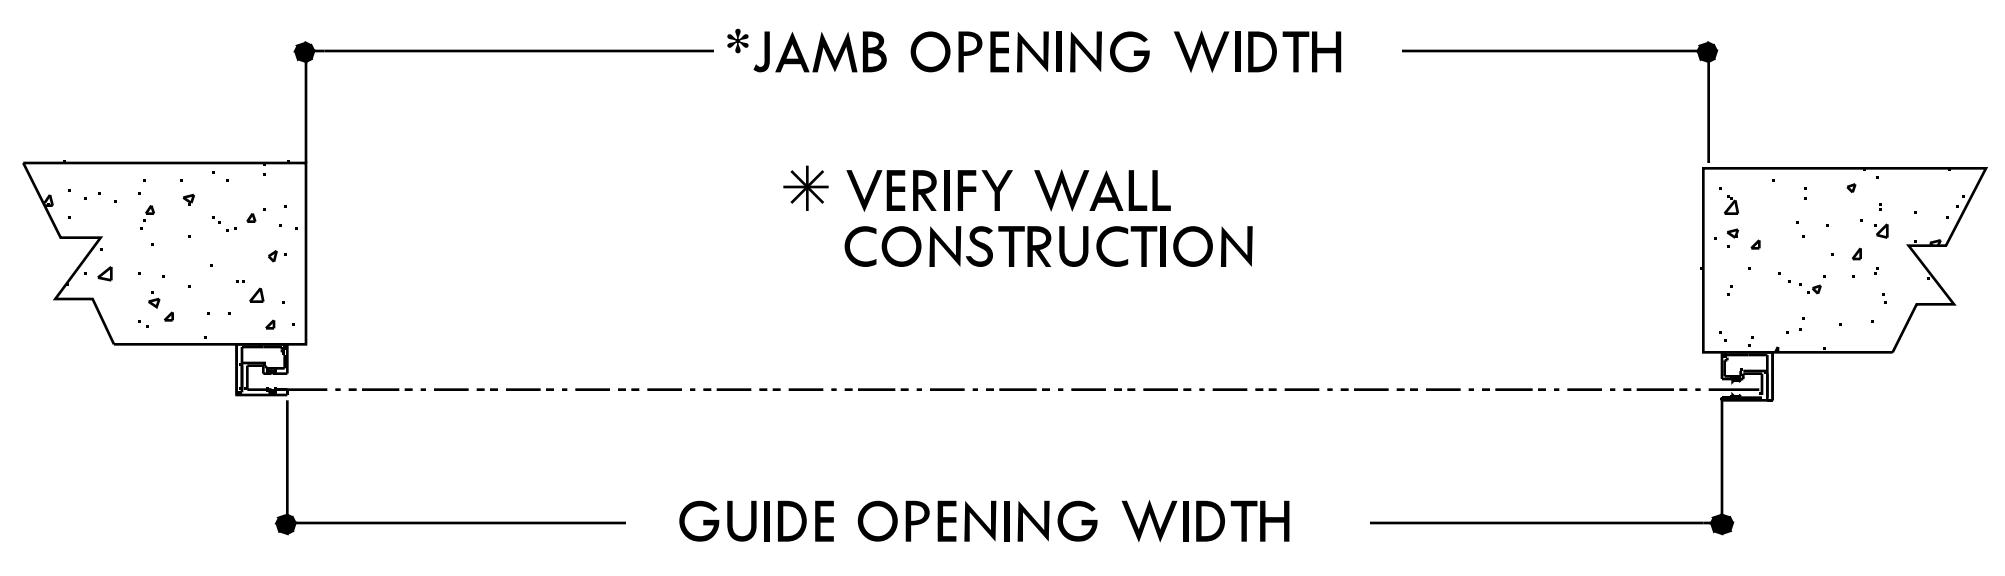 *JAMB OPENING WIDTH
✳ VERIFY WALL
CONSTRUCTION
GUIDE OPENING WIDTH